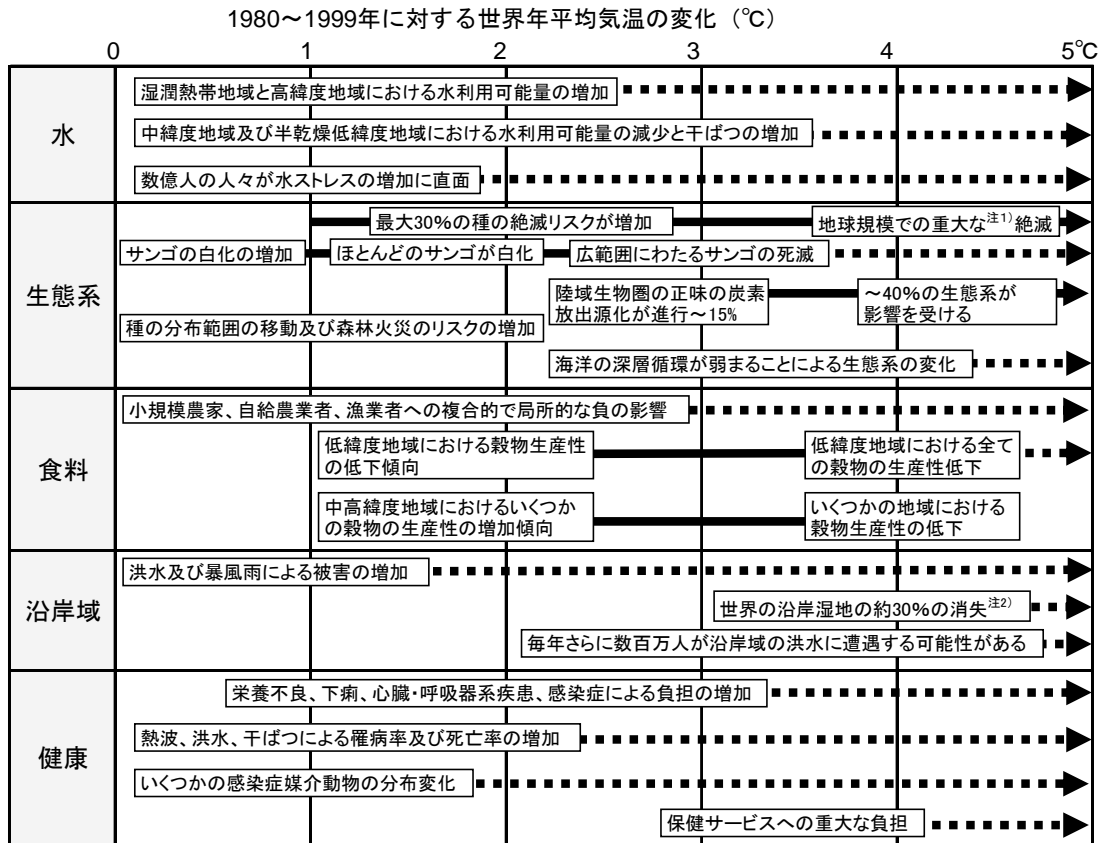 1980～1999年に対する世界年平均気温の変化（℃）
0 1 2 3 4 5℃
水
湿潤熱帯地域と高緯度地域における水利用可能量の増加
中緯度地域及び半乾燥低緯度地域における水利用可能量の減少と干ばつの増加
数億人の人々が水ストレスの増加に直面
生態系
最大30%の種の絶滅リスクが増加
地球規模での重大な注1)絶滅
サンゴの白化の増加
ほとんどのサンゴが白化
広範囲にわたるサンゴの死滅
陸域生物圏の正味の炭素
放出源化が進行～15%
～40%の生態系が
影響を受ける
種の分布範囲の移動及び森林火災のリスクの増加
海洋の深層循環が弱まることによる生態系の変化
食料
小規模農家、自給農業者、漁業者への複合的で局所的な負の影響
低緯度地域における穀物生産性
の低下傾向
低緯度地域における全て
の穀物の生産性低下
中高緯度地域におけるいくつか
の穀物の生産性の増加傾向
いくつかの地域における
穀物生産性の低下
沿岸域
洪水及び暴風雨による被害の増加
世界の沿岸湿地の約30%の消失注2)
毎年さらに数百万人が沿岸域の洪水に遭遇する可能性がある
健康
栄養不良、下痢、心臓・呼吸器系疾患、感染症による負担の増加
熱波、洪水、干ばつによる罹病率及び死亡率の増加
いくつかの感染症媒介動物の分布変化
保健サービスへの重大な負担